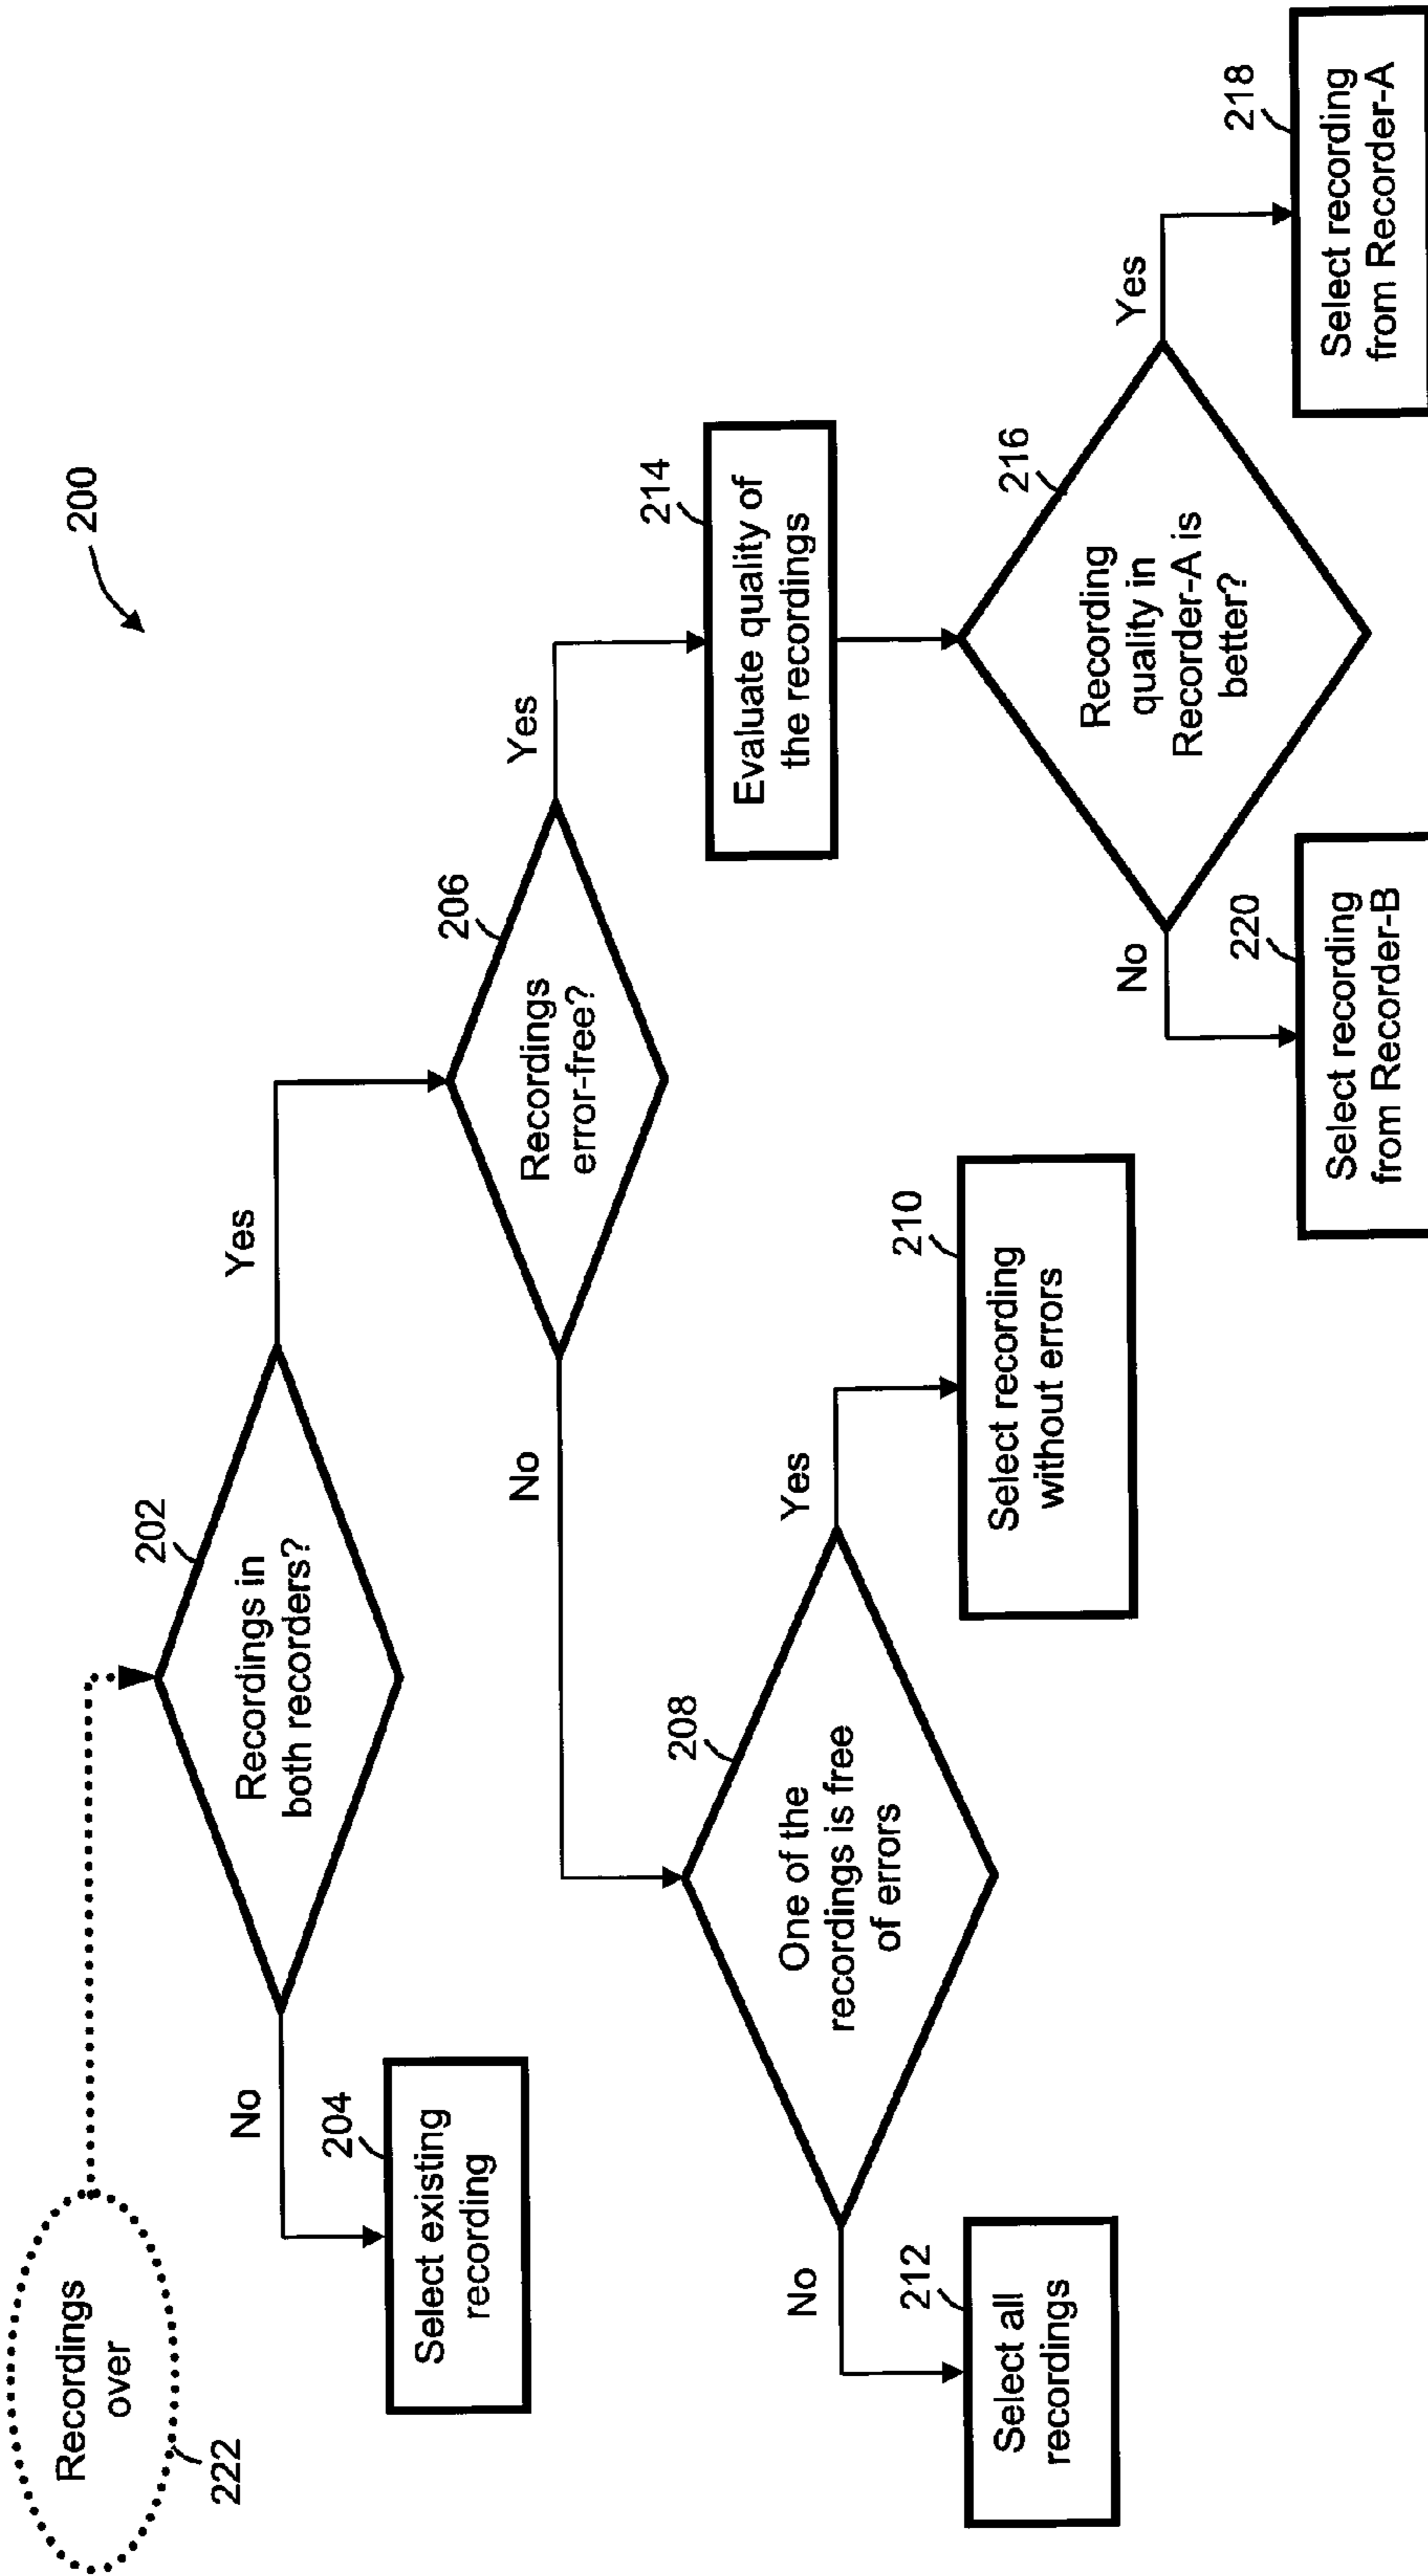 200
Recordings
over
222
202
Recordings in
both recorders?
No
Yes
204
Select existing
recording
206
Recordings
error-free?
No
Yes
208
One of the
recordings is free
of errors
No
Yes
212
Select all
recordings
210
Select recording
without errors
214
Evaluate quality of
the recordings
216
Recording
quality in
Recorder-A is
better?
No
Yes
220
Select recording
from Recorder-B
218
Select recording
from Recorder-A